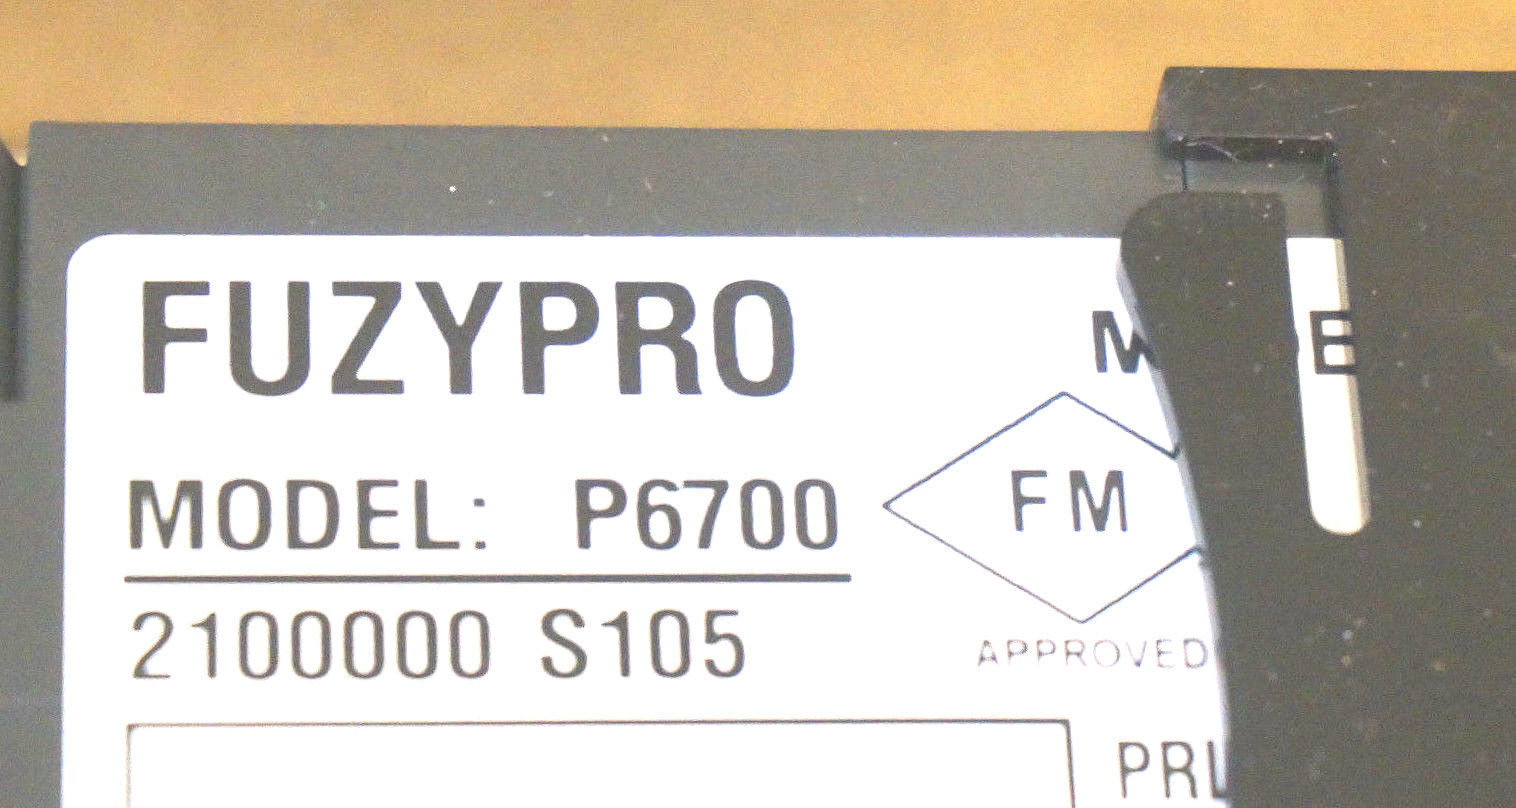 FUZYPRO
MODEL: P6700
2100000 S105
FM
APPROVED